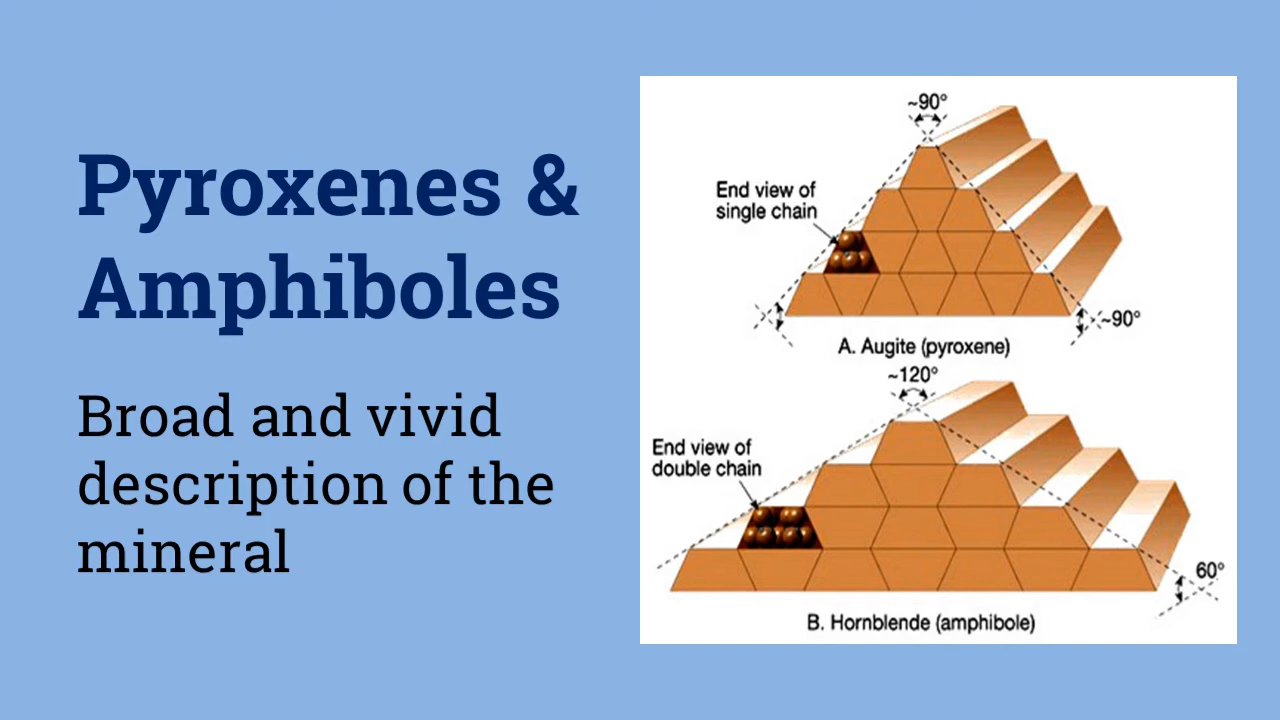 Pyroxenes &
Amphiboles
Broad and vivid
description of the
mineral
~90°
End view of
single chain
~90°
A. Augite (pyroxene)
~120°
End view of
double chain
60°
B. Hornblende (amphibole)